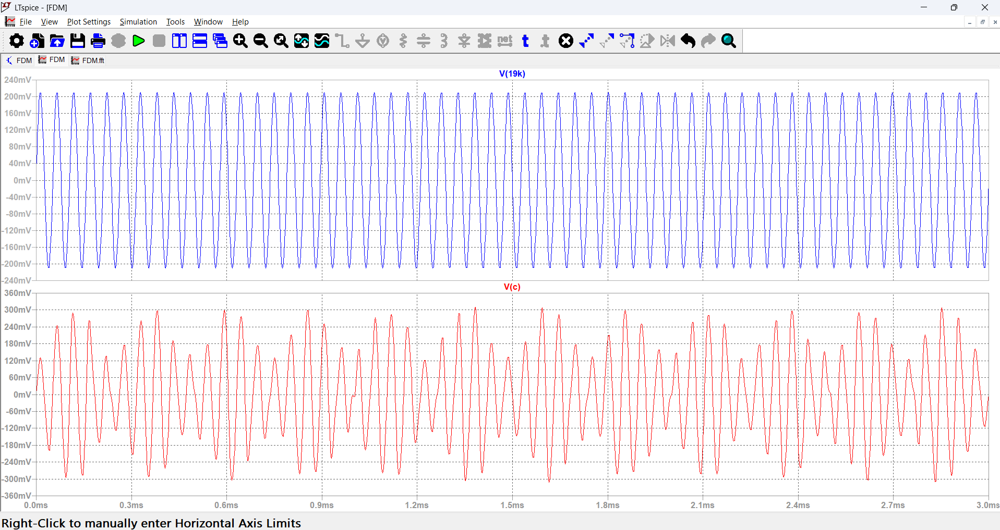 LTspice - [FDM]
File View Plot Settings Simulation Tools Window Help
net t .t
FDM FDM FDM.fft
V(19k)
240mV
200mV
160mV
120mV
80mV
40mV
0mV
-40mV
-80mV
-120mV
-160mV
-200mV
-240mV
V(c)
360mV
300mV
240mV
180mV
120mV
60mV
0mV
-60mV
-120mV
-180mV
-240mV
-300mV
-360mV
0.0ms 0.3ms 0.6ms 0.9ms 1.2ms 1.5ms 1.8ms 2.1ms 2.4ms 2.7ms 3.0ms
Right-Click to manually enter Horizontal Axis Limits